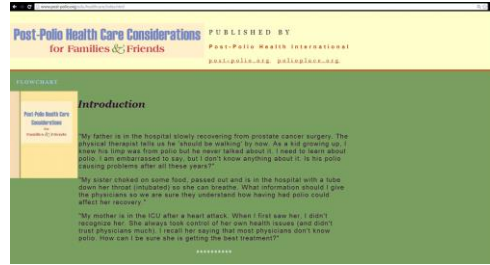 www.post-polio.org/edu/healthcare/index.html
Post-Polio Health Care Considerations
for Families & Friends
PUBLISHED BY
Post-Polio Health International
post-polio.org polioplace.org
FLOWCHART
Post-Polio Health Care
Considerations
for
Families & Friends
Introduction
"My father is in the hospital slowly recovering from prostate cancer surgery. The
physical therapist tells us he 'should be walking' by now. As a kid growing up, I
knew his limp was from polio but he never talked about it. I need to learn about
polio. I am embarrassed to say, but I don't know anything about it. Is his polio
causing problems after all these years?"
"My sister choked on some food, passed out and is in the hospital with a tube
down her throat (intubated) so she can breathe. What information should I give
the physicians so we are sure they understand how having had polio could
affect her recovery."
"My mother is in the ICU after a heart attack. When I first saw her, I didn't
recognize her. She always took control of her own health issues (and didn't
trust physicians much). I recall her saying that most physicians don't know
polio. How can I be sure she is getting the best treatment?"
**********